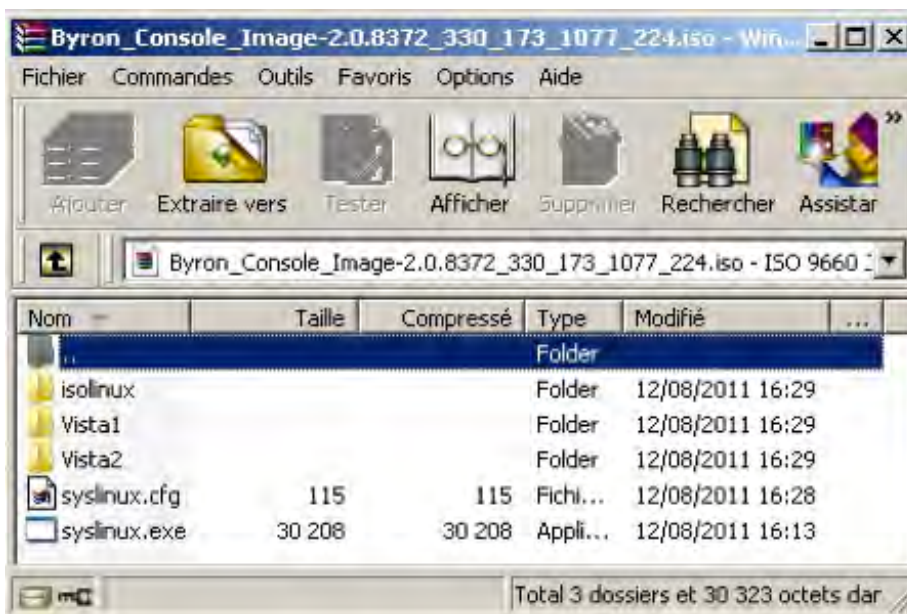 Byron_Console_Image-2.0.8372_330_173_1077_224.iso - Win...
Fichier Commandes Outils Favoris Options Aide
Ajouter Extraire vers Tester Afficher Supprimer Rechercher Assistar »
Byron_Console_Image-2.0.8372_330_173_1077_224.iso - ISO 9660
Nom Taille Compressé Type Modifié ...
.. Folder
isolinux Folder 12/08/2011 16:29
Vista1 Folder 12/08/2011 16:29
Vista2 Folder 12/08/2011 16:29
syslinux.cfg 115 115 Fichi... 12/08/2011 16:28
syslinux.exe 30 208 30 208 Appli... 12/08/2011 16:13
Total 3 dossiers et 30 323 octets dar